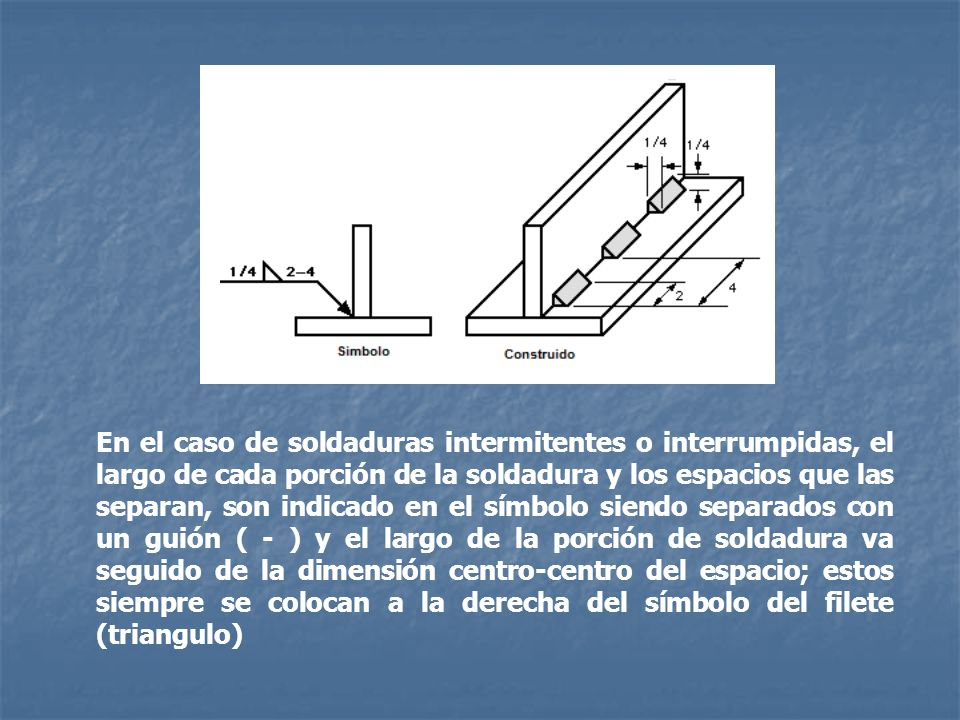 1/4 1/4
1/4 2-4
2 4
Simbolo
Construido
En el caso de soldaduras intermitentes o interrumpidas, el
largo de cada porción de la soldadura y los espacios que las
separan, son indicado en el símbolo siendo separados con
un guión ( - ) y el largo de la porción de soldadura va
seguido de la dimensión centro-centro del espacio; estos
siempre se colocan a la derecha del símbolo del filete
(triangulo)